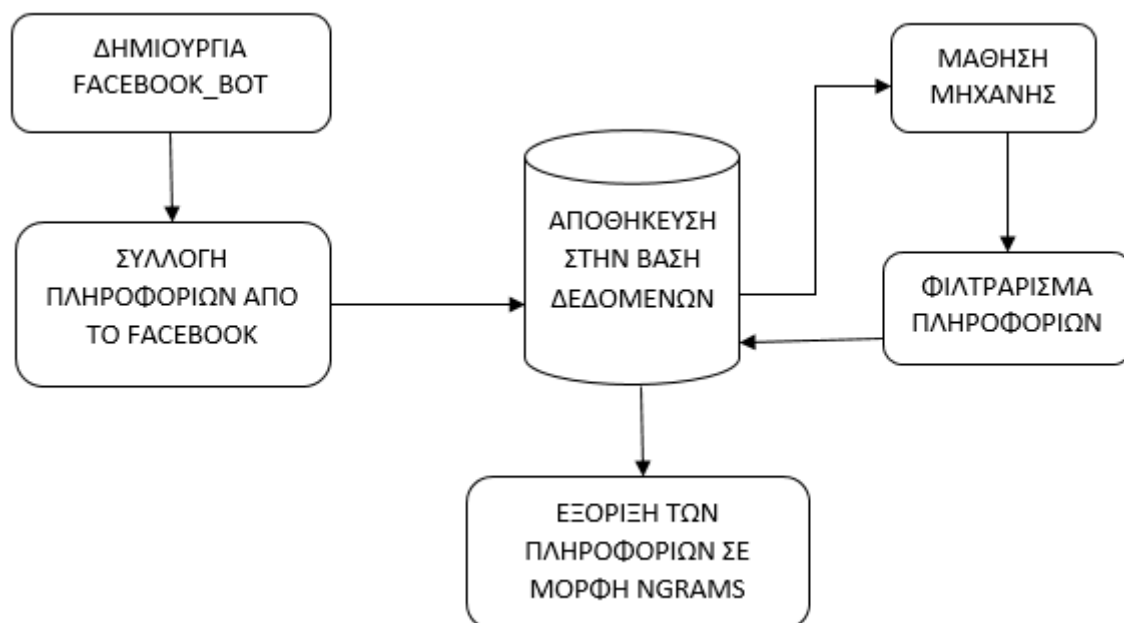 ΔΗΜΙΟΥΡΓΙΑ
FACEBOOK_BOT
ΣΥΛΛΟΓΗ
ΠΛΗΡΟΦΟΡΙΩΝ ΑΠΟ
ΤΟ FACEBOOK
ΑΠΟΘΗΚΕΥΣΗ
ΣΤΗΝ ΒΑΣΗ
ΔΕΔΟΜΕΝΩΝ
ΜΑΘΗΣΗ
ΜΗΧΑΝΗΣ
ΦΙΛΤΡΑΡΙΣΜΑ
ΠΛΗΡΟΦΟΡΙΩΝ
ΕΞΟΡΙΞΗ ΤΩΝ
ΠΛΗΡΟΦΟΡΙΩΝ ΣΕ
ΜΟΡΦΗ NGRAMS